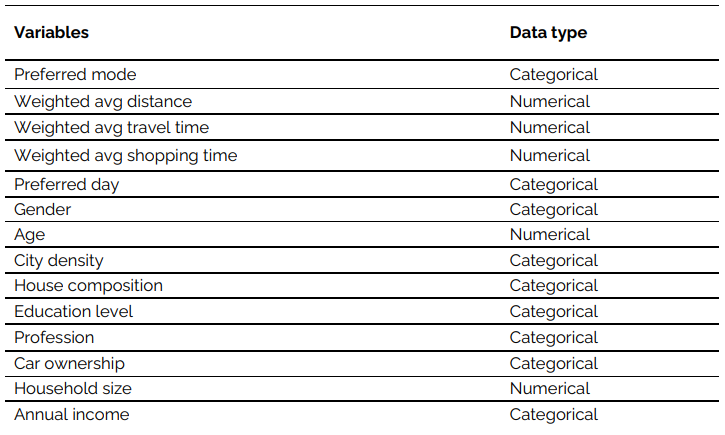 Variables Data type
Preferred mode Categorical
Weighted avg distance Numerical
Weighted avg travel time Numerical
Weighted avg shopping time Numerical
Preferred day Categorical
Gender Categorical
Age Numerical
City density Categorical
House composition Categorical
Education level Categorical
Profession Categorical
Car ownership Categorical
Household size Numerical
Annual income Categorical